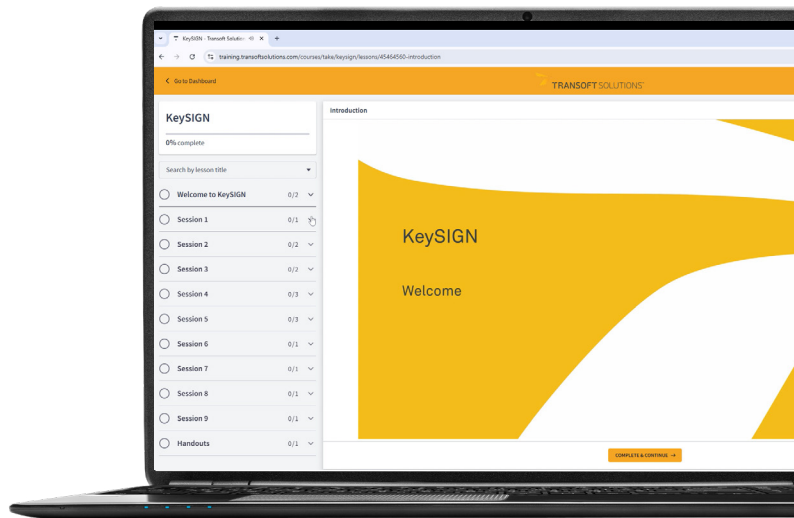 KeySIGN - Transoft Solution
training.transoftsolutions.com/courses/take/keysign/lessons/45464560-introduction
Go to Dashboard
TRANSOFT SOLUTIONS
KeySIGN
0% complete
Search by lesson title
Welcome to KeySIGN 0/2
Session 1 0/1
Session 2 0/2
Session 3 0/2
Session 4 0/3
Session 5 0/3
Session 6 0/1
Session 7 0/1
Session 8 0/1
Session 9 0/1
Handouts 0/1
Introduction
KeySIGN
Welcome
COMPLETE & CONTINUE →